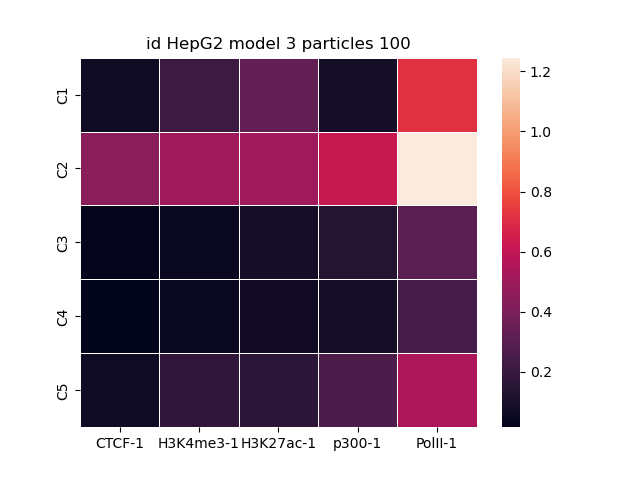 id HepG2 model 3 particles 100
C1
C2
C3
C4
C5
CTCF-1 H3K4me3-1 H3K27ac-1 p300-1 PolII-1
1.2
1.0
0.8
0.6
0.4
0.2